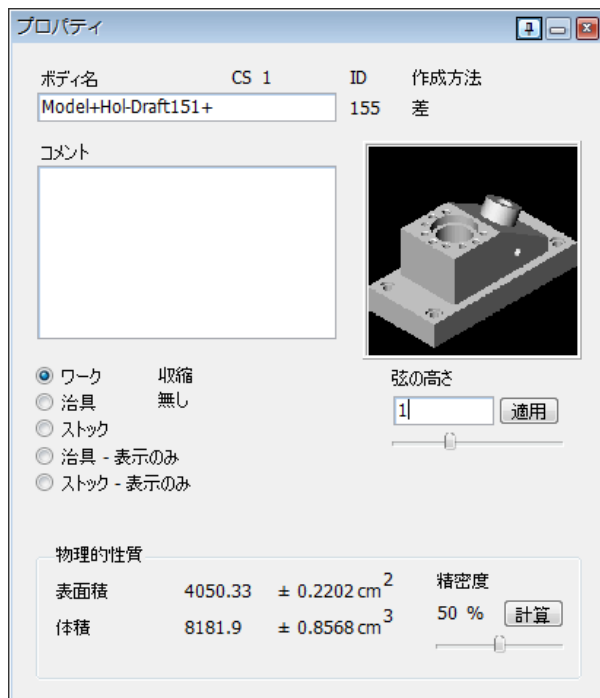 プロパティ
ボディ名 CS 1 ID 作成方法
Model+Hol-Draft151+ 155 差
コメント
ワーク 収縮
治具 無し
ストック
治具 - 表示のみ
ストック - 表示のみ
弦の高さ
1 適用
物理的性質
表面積 4050.33 ± 0.2202 cm2
体積 8181.9 ± 0.8568 cm3
精密度
50 % 計算